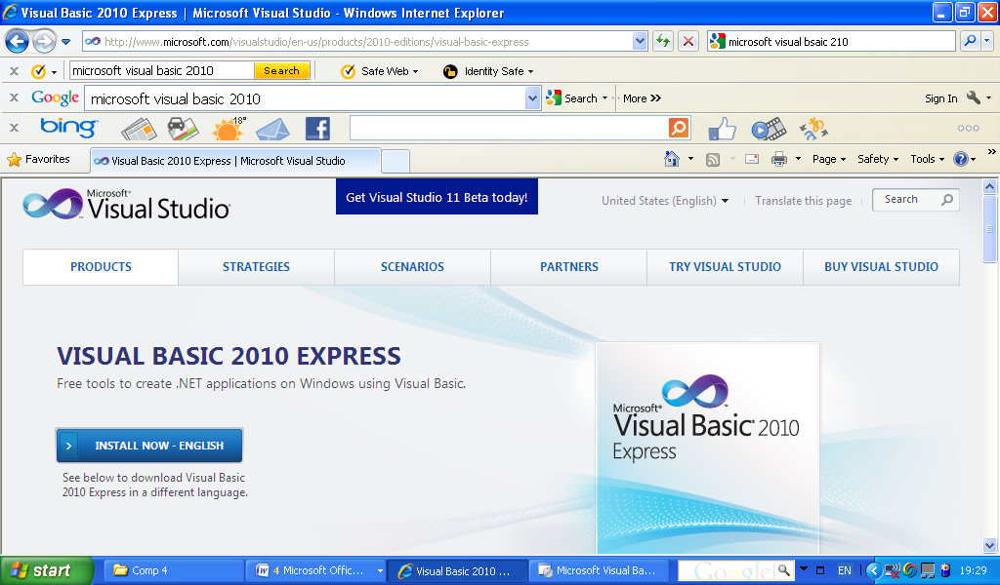 Visual Basic 2010 Express | Microsoft Visual Studio - Windows Internet Explorer
http://www.microsoft.com/visualstudio/en-us/products/2010-editions/visual-basic-express
microsoft visual bsaic 210
microsoft visual basic 2010
Search
Safe Web
Identity Safe
Google
microsoft visual basic 2010
Search
More
Sign In
bing
18°
Favorites
Visual Basic 2010 Express | Microsoft Visual Studio
Page
Safety
Tools
Microsoft®
Visual Studio®
Get Visual Studio 11 Beta today!
United States (English)
Translate this page
Search
PRODUCTS
STRATEGIES
SCENARIOS
PARTNERS
TRY VISUAL STUDIO
BUY VISUAL STUDIO
VISUAL BASIC 2010 EXPRESS
Free tools to create .NET applications on Windows using Visual Basic.
INSTALL NOW - ENGLISH
See below to download Visual Basic
2010 Express in a different language.
Microsoft®
Visual Basic® 2010
Express
start
Comp 4
4 Microsoft Offic...
Visual Basic 2010 ...
Microsoft Visual Ba...
Google
EN
19:29